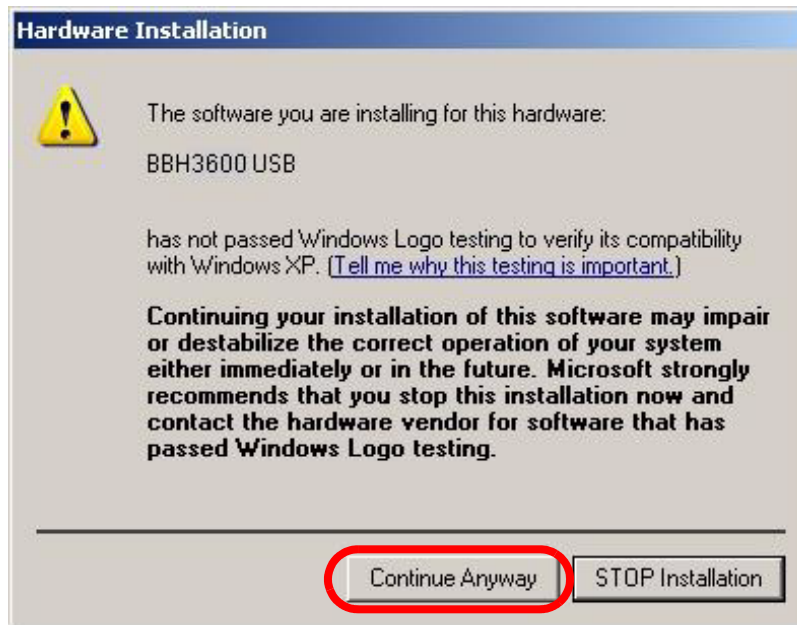 Hardware Installation
The software you are installing for this hardware:
BBH3600 USB
has not passed Windows Logo testing to verify its compatibility
with Windows XP. (Tell me why this testing is important.)
Continuing your installation of this software may impair
or destabilize the correct operation of your system
either immediately or in the future. Microsoft strongly
recommends that you stop this installation now and
contact the hardware vendor for software that has
passed Windows Logo testing.
Continue Anyway STOP Installation